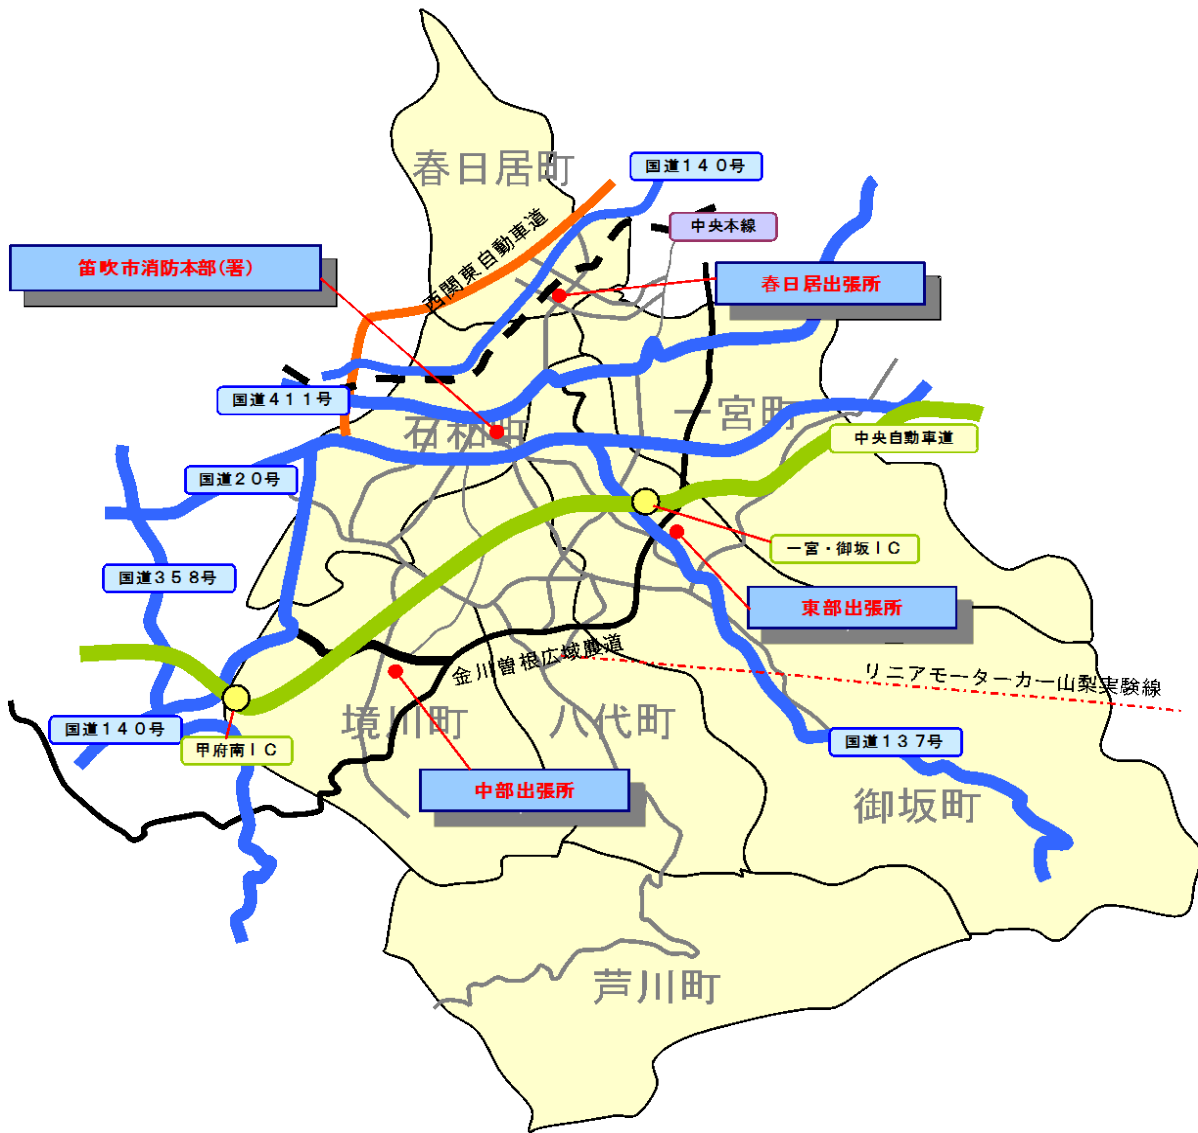 春日居町
国道１４０号
中央本線
西関東自動車道
笛吹市消防本部(署)
春日居出張所
国道４１１号
石和町
一宮町
中央自動車道
国道２０号
一宮・御坂ＩＣ
国道３５８号
東部出張所
金川曽根広域農道
リニアモーターカー山梨実験線
国道１４０号
甲府南ＩＣ
境川町
八代町
国道１３７号
中部出張所
御坂町
芦川町